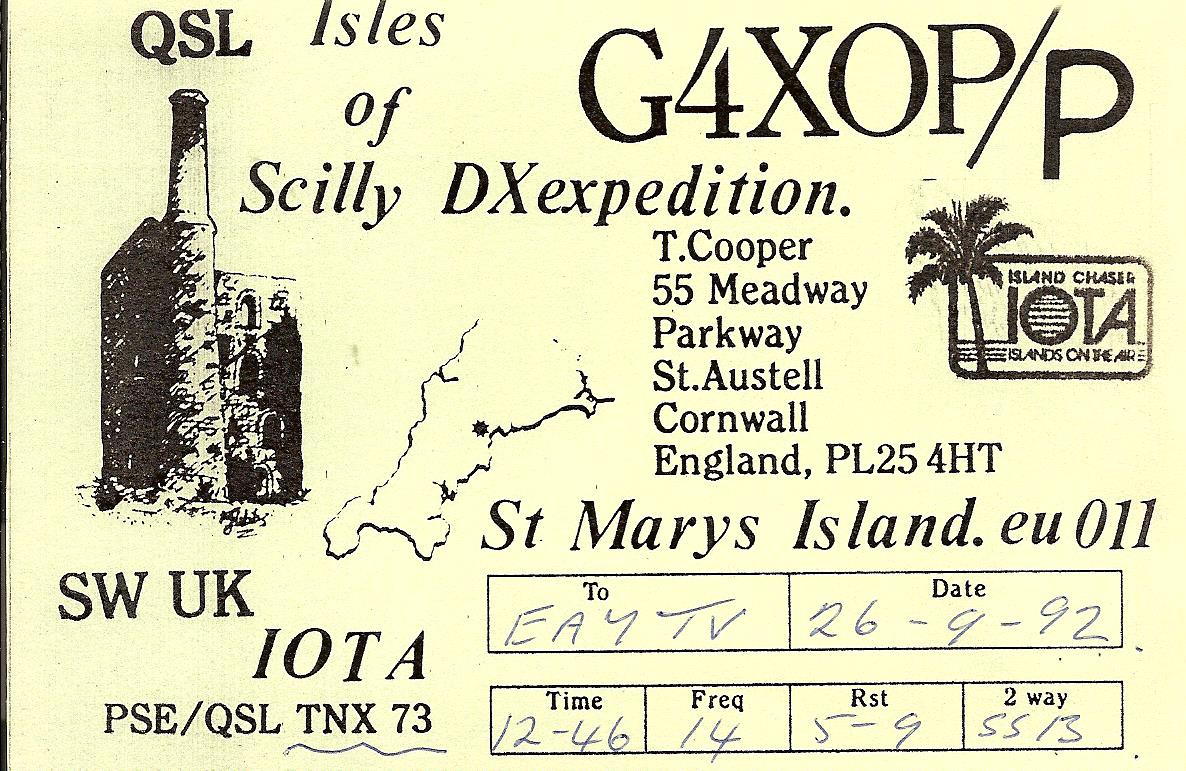 QSL Isles
of
Scilly DXexpedition.
G4XOP/P
T.Cooper
55 Meadway
Parkway
St.Austell
Cornwall
England, PL25 4HT
ISLAND CHASER
IOTA
ISLANDS ON THE AIR
St Marys Island. eu 011
SW UK
IOTA
PSE/QSL TNX 73
To Date
EA4TV 26-9-92
Time Freq Rst 2 way
12-46 14 5-9 SSB